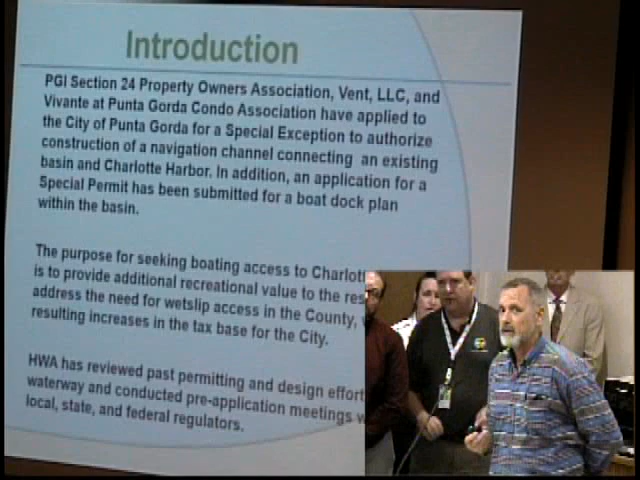 Introduction
PGI Section 24 Property Owners Association, Vent, LLC, and
Vivante at Punta Gorda Condo Association have applied to
the City of Punta Gorda for a Special Exception to authorize
construction of a navigation channel connecting an existing
basin and Charlotte Harbor. In addition, an application for a
Special Permit has been submitted for a boat dock plan
within the basin.
The purpose for seeking boating access to Charlott
is to provide additional recreational value to the res
address the need for wetslip access in the County,
resulting increases in the tax base for the City.
HWA has reviewed past permitting and design effort
waterway and conducted pre-application meetings w
local, state, and federal regulators.